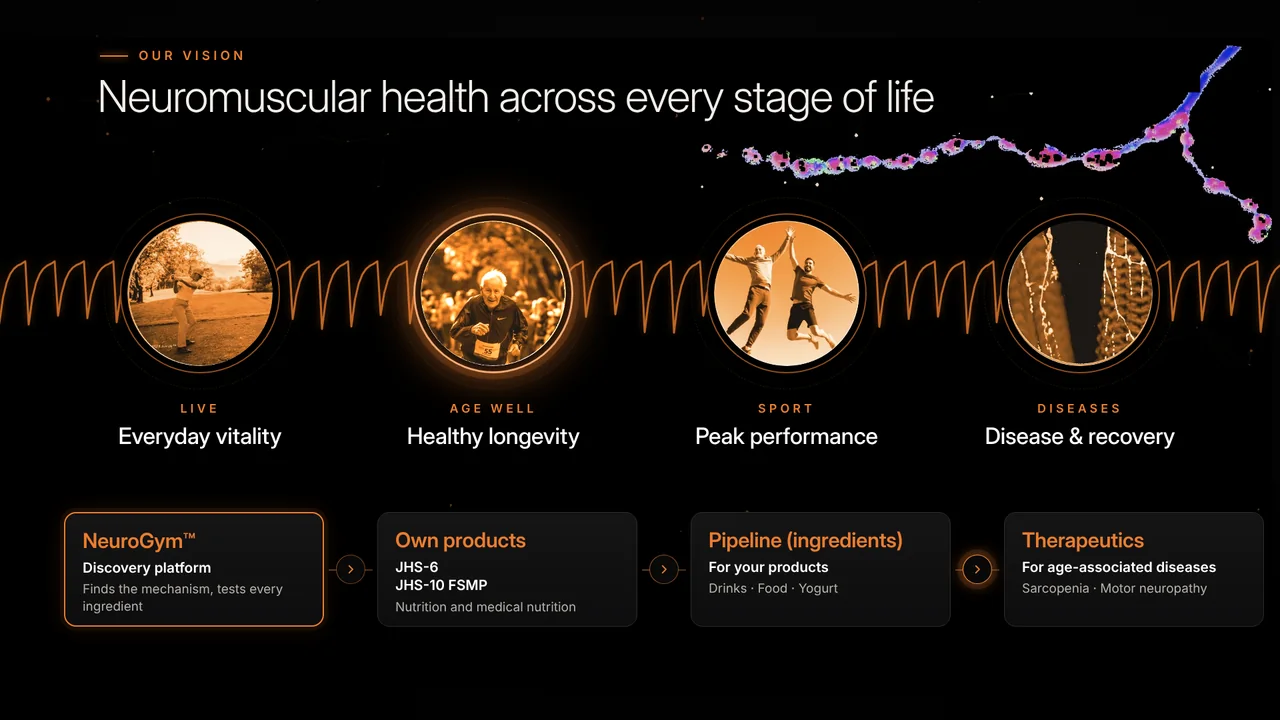 OUR VISION
Neuromuscular health across every stage of life
55
LIVE
Everyday vitality
AGE WELL
Healthy longevity
SPORT
Peak performance
DISEASES
Disease & recovery
NeuroGym™
Discovery platform
Finds the mechanism, tests every
ingredient
Own products
JHS-6
JHS-10 FSMP
Nutrition and medical nutrition
Pipeline (ingredients)
For your products
Drinks · Food · Yogurt
Therapeutics
For age-associated diseases
Sarcopenia · Motor neuropathy